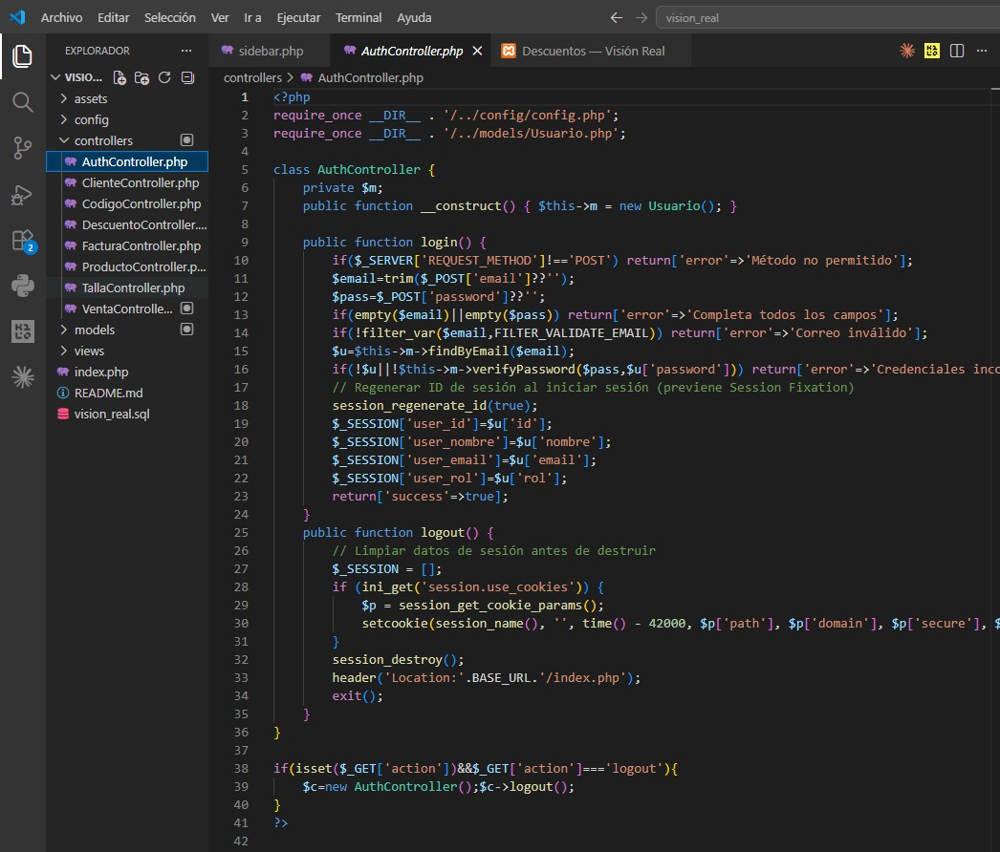 Archivo Editar Selección Ver Ir a Ejecutar Terminal Ayuda
vision_real
EXPLORADOR
VISIO...
assets
config
controllers
AuthController.php
ClienteController.php
CodigoController.php
DescuentoController....
FacturaController.php
ProductoController.p...
TallaController.php
VentaControlle...
models
views
index.php
README.md
vision_real.sql
2
sidebar.php
AuthController.php
Descuentos — Visión Real
controllers > AuthController.php
1 <?php
2 require_once __DIR__ . '/../config/config.php';
3 require_once __DIR__ . '/../models/Usuario.php';
4
5 class AuthController {
6 private $m;
7 public function __construct() { $this->m = new Usuario(); }
8
9 public function login() {
10 if($_SERVER['REQUEST_METHOD']!=='POST') return['error'=>'Método no permitido'];
11 $email=trim($_POST['email']??'');
12 $pass=$_POST['password']??'';
13 if(empty($email)||empty($pass)) return['error'=>'Completa todos los campos'];
14 if(!filter_var($email,FILTER_VALIDATE_EMAIL)) return['error'=>'Correo inválido'];
15 $u=$this->m->findByEmail($email);
16 if(!$u||!$this->m->verifyPassword($pass,$u['password'])) return['error'=>'Credenciales inco
17 // Regenerar ID de sesión al iniciar sesión (previene Session Fixation)
18 session_regenerate_id(true);
19 $_SESSION['user_id']=$u['id'];
20 $_SESSION['user_nombre']=$u['nombre'];
21 $_SESSION['user_email']=$u['email'];
22 $_SESSION['user_rol']=$u['rol'];
23 return['success'=>true];
24 }
25 public function logout() {
26 // Limpiar datos de sesión antes de destruir
27 $_SESSION = [];
28 if (ini_get('session.use_cookies')) {
29 $p = session_get_cookie_params();
30 setcookie(session_name(), '', time() - 42000, $p['path'], $p['domain'], $p['secure'], $
31 }
32 session_destroy();
33 header('Location:'.BASE_URL.'/index.php');
34 exit();
35 }
36 }
37
38 if(isset($_GET['action'])&&$_GET['action']==='logout'){
39 $c=new AuthController();$c->logout();
40 }
41 ?>
42